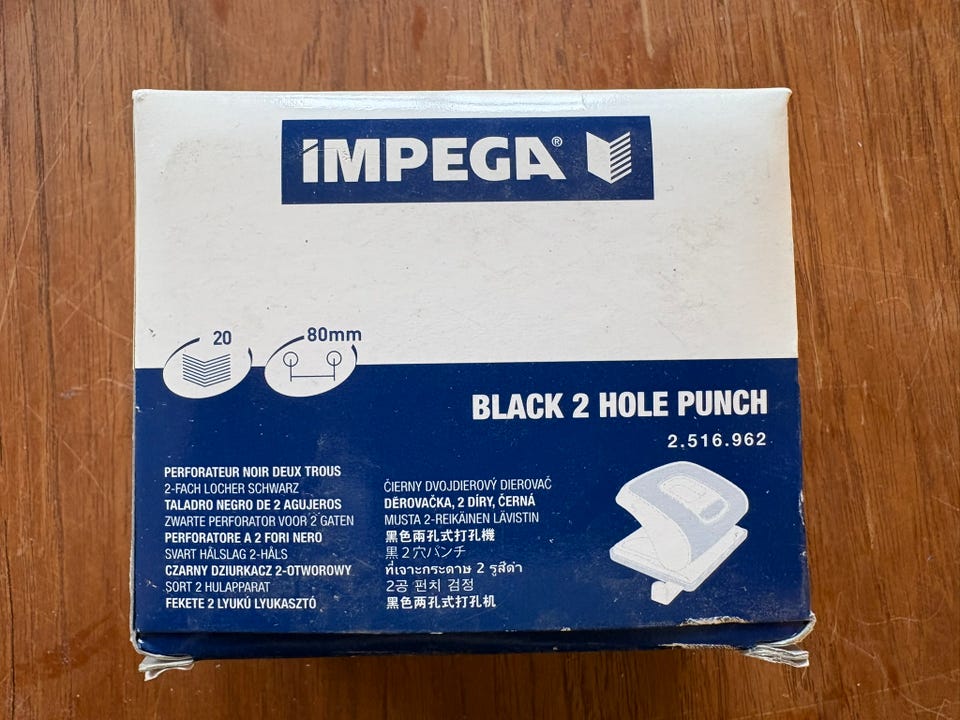 IMPEGA®
20
80mm
BLACK 2 HOLE PUNCH
2.516.962
PERFORATEUR NOIR DEUX TROUS
2-FACH LOCHER SCHWARZ
TALADRO NEGRO DE 2 AGUJEROS
ZWARTE PERFORATOR VOOR 2 GATEN
PERFORATORE A 2 FORI NERO
SVART HÅLSLAG 2-HÅLS
CZARNY DZIURKACZ 2-OTWOROWY
SORT 2 HULAPPARAT
FEKETE 2 LYUKÚ LYUKASZTÓ
ČIERNY DVOJDIEROVÝ DIEROVAČ
DĚROVAČKA, 2 DÍRY, ČERNÁ
MUSTA 2-REIKÄINEN LÄVISTIN
黑色兩孔式打孔機
黒２穴パンチ
ที่เจาะกระดาษ 2 รูสีดำ
2공 펀치 검정
黑色两孔式打孔机